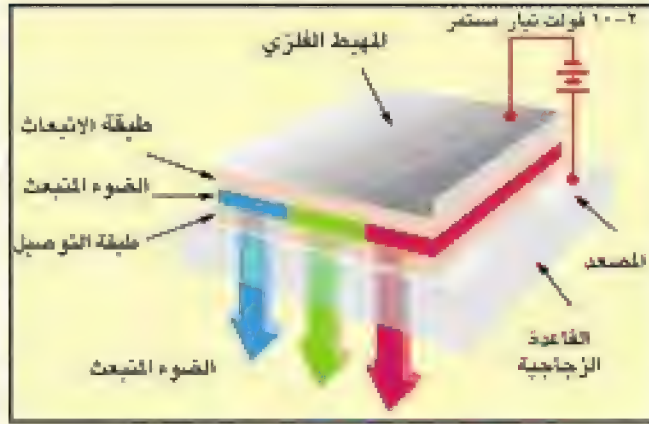 ٢-١٠ فولت تيار مستمر
المهبط الفلزي
طبقة الانبعاث
الضوء المنبعث
طبقة التوصيل
المصعد
القاعدة
الزجاجية
الضوء المنبعث